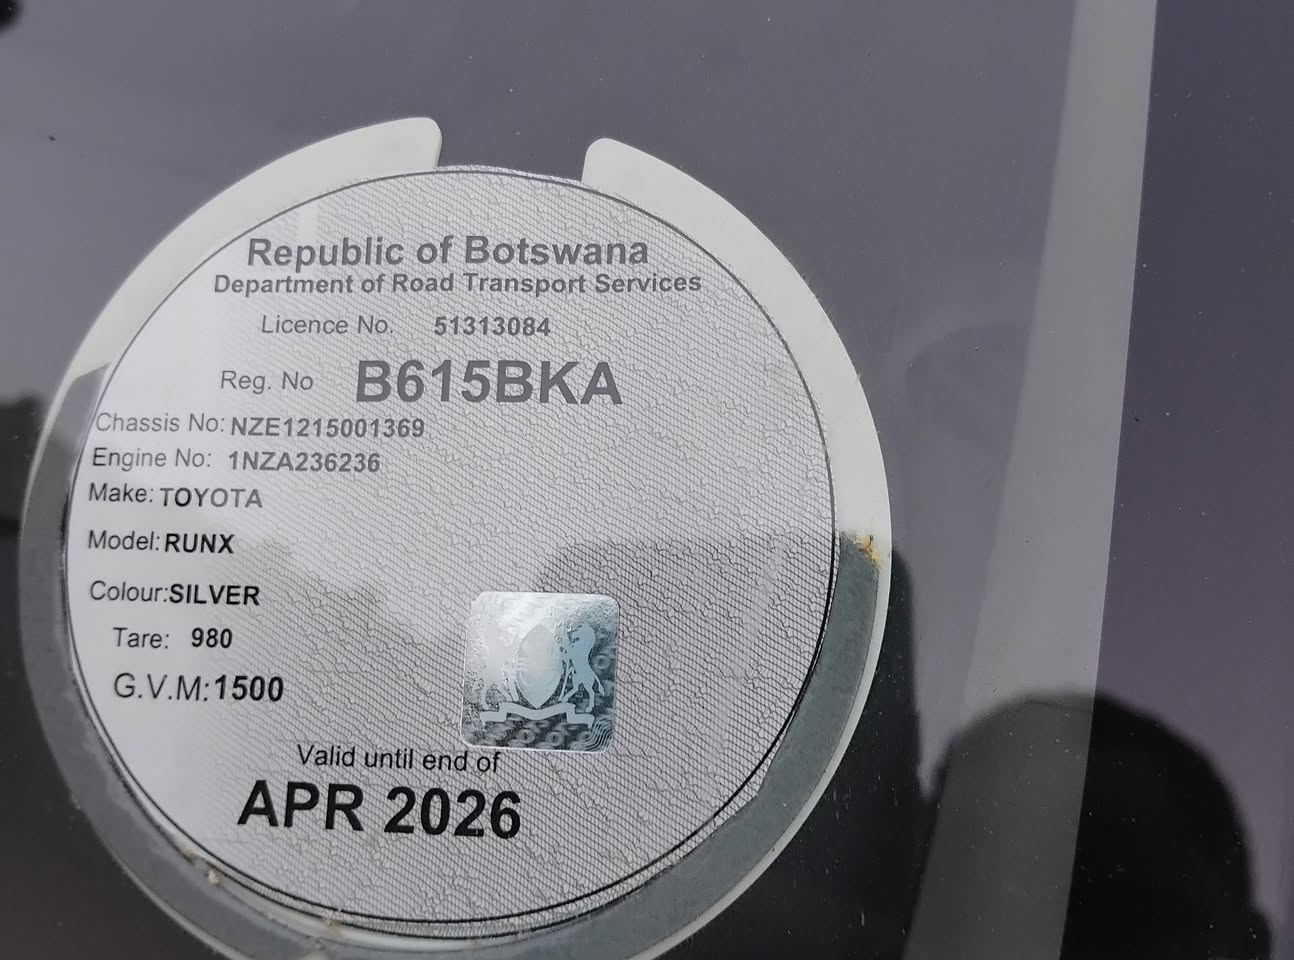 Republic of Botswana
Department of Road Transport Services
Licence No. 51313084
Reg. No B615BKA
Chassis No: NZE1215001369
Engine No: 1NZA236236
Make: TOYOTA
Model: RUNX
Colour:SILVER
Tare: 980
G.V.M:1500
Valid until end of
APR 2026